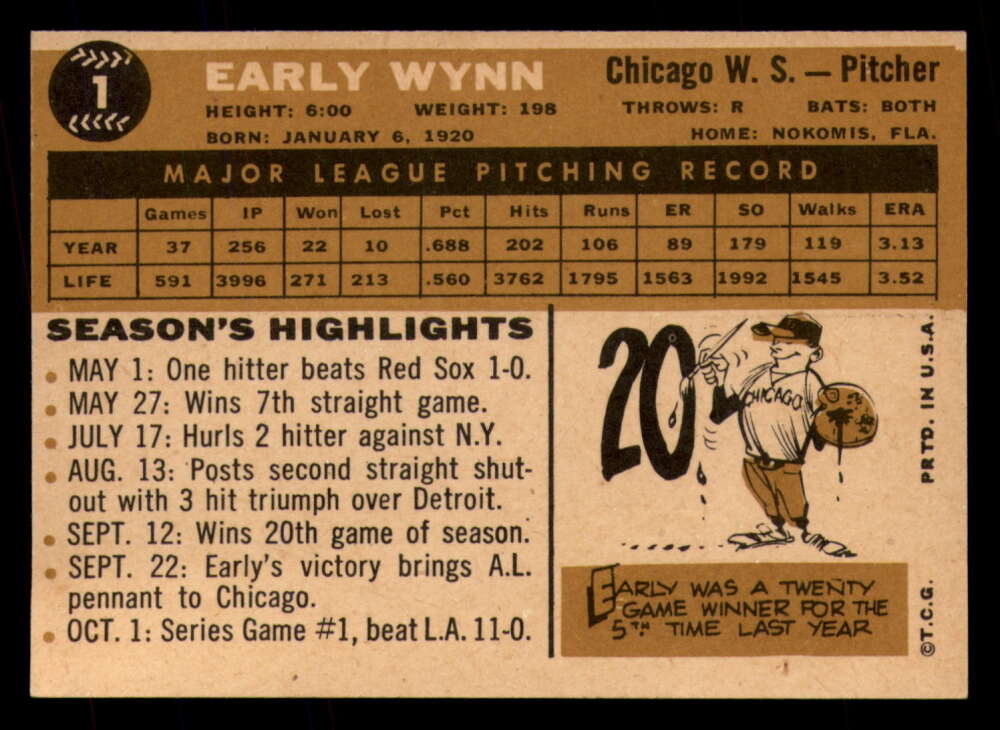 1
EARLY WYNN
Chicago W. S. — Pitcher
HEIGHT: 6:00 WEIGHT: 198 THROWS: R BATS: BOTH
BORN: JANUARY 6, 1920 HOME: NOKOMIS, FLA.
MAJOR LEAGUE PITCHING RECORD
Games IP Won Lost Pct Hits Runs ER SO Walks ERA
YEAR 37 256 22 10 .688 202 106 89 179 119 3.13
LIFE 591 3996 271 213 .560 3762 1795 1563 1992 1545 3.52
SEASON'S HIGHLIGHTS
• MAY 1: One hitter beats Red Sox 1-0.
• MAY 27: Wins 7th straight game.
• JULY 17: Hurls 2 hitter against N.Y.
• AUG. 13: Posts second straight shut-
out with 3 hit triumph over Detroit.
• SEPT. 12: Wins 20th game of season.
• SEPT. 22: Early's victory brings A.L.
pennant to Chicago.
• OCT. 1: Series Game #1, beat L.A. 11-0.
20
CHICAGO
EARLY WAS A TWENTY
GAME WINNER FOR THE
5TH TIME LAST YEAR
PRTD. IN U.S.A.
©T.C.G.